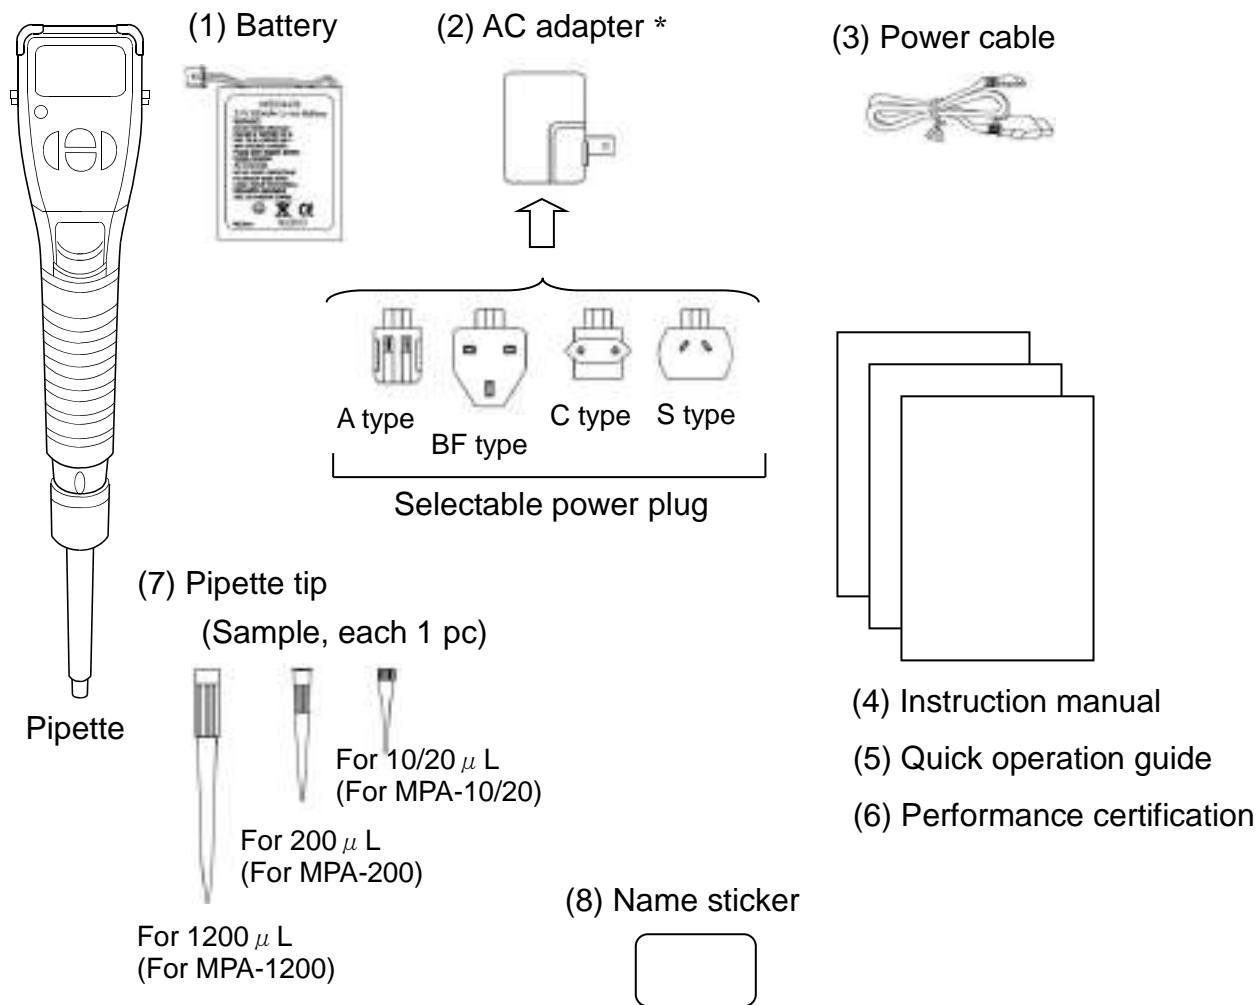 (1) Battery
(2) AC adapter *
(3) Power cable
A type
BF type
C type
S type
Selectable power plug
(7) Pipette tip
(Sample, each 1 pc)
Pipette
For 10/20 μ L
(For MPA-10/20)
For 200 μ L
(For MPA-200)
For 1200 μ L
(For MPA-1200)
(4) Instruction manual
(5) Quick operation guide
(6) Performance certification
(8) Name sticker